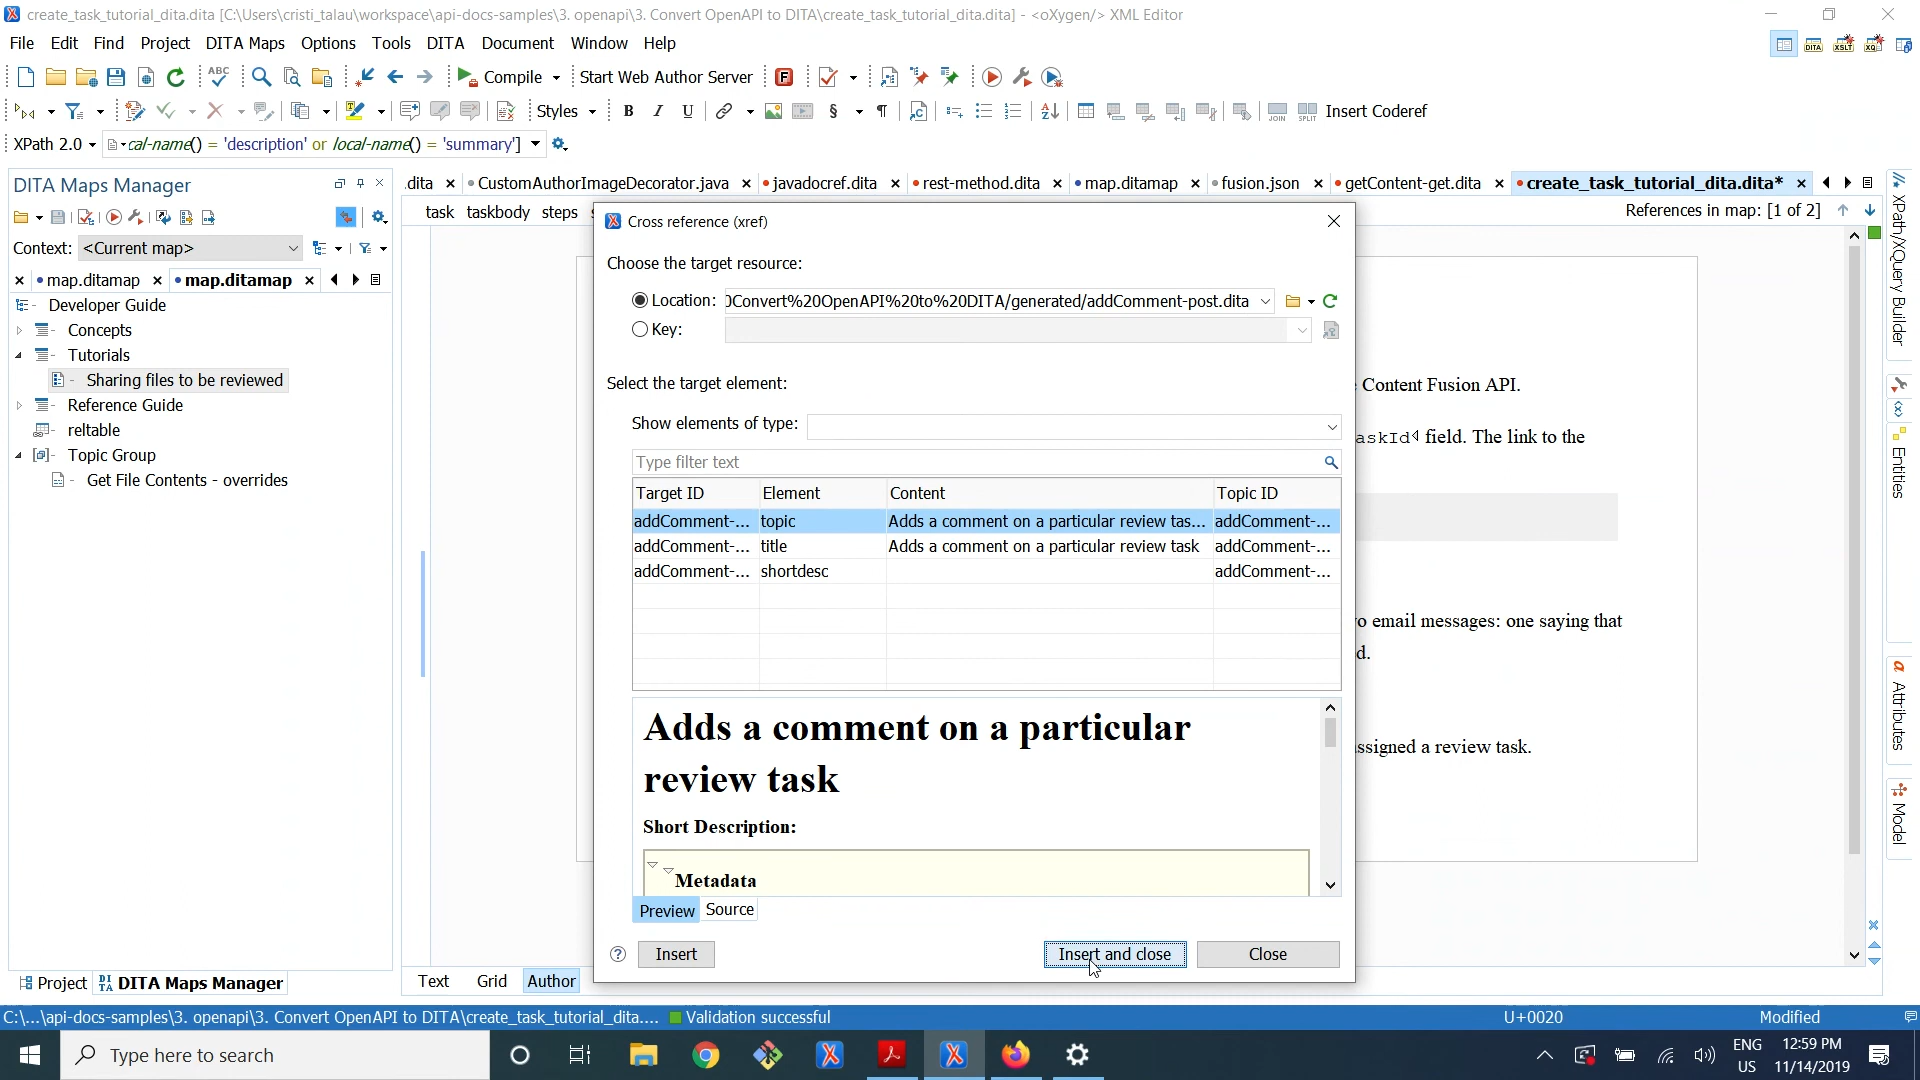 create_task_tutorial_dita.dita [C:\Users\cristi_talau\workspace\api-docs-samples\3. openapi\3. Convert OpenAPI to DITA\create_task_tutorial_dita.dita] - <oXygen/> XML Editor
File Edit Find Project DITA Maps Options Tools DITA Document Window Help
Compile Start Web Author Server
Styles B I U § ¶ Insert Coderef
XPath 2.0 cal-name() = 'description' or local-name() = 'summary']
DITA Maps Manager
.dita CustomAuthorImageDecorator.java javadocref.dita rest-method.dita map.ditamap fusion.json getContent-get.dita create_task_tutorial_dita.dita*
task taskbody steps
References in map: [1 of 2]
Context: <Current map>
map.ditamap map.ditamap
Developer Guide
Concepts
Tutorials
Sharing files to be reviewed
Reference Guide
reltable
Topic Group
Get File Contents - overrides
Cross reference (xref)
Choose the target resource:
Location: Convert%20OpenAPI%20to%20DITA/generated/addComment-post.dita
Key:
Select the target element:
Show elements of type:
Type filter text
Target ID Element Content Topic ID
addComment-... topic Adds a comment on a particular review tas... addComment-...
addComment-... title Adds a comment on a particular review task addComment-...
addComment-... shortdesc addComment-...
Adds a comment on a particular
review task
Short Description:
Metadata
Preview Source
Insert Insert and close Close
Content Fusion API.
askId field. The link to the
o email messages: one saying that
d.
ssigned a review task.
XPath/XQuery Builder
Entities
Attributes
Model
Project DITA Maps Manager
Text Grid Author
C:\...\api-docs-samples\3. openapi\3. Convert OpenAPI to DITA\create_task_tutorial_dita.... Validation successful U+0020 Modified
Type here to search
ENG
US
12:59 PM
11/14/2019